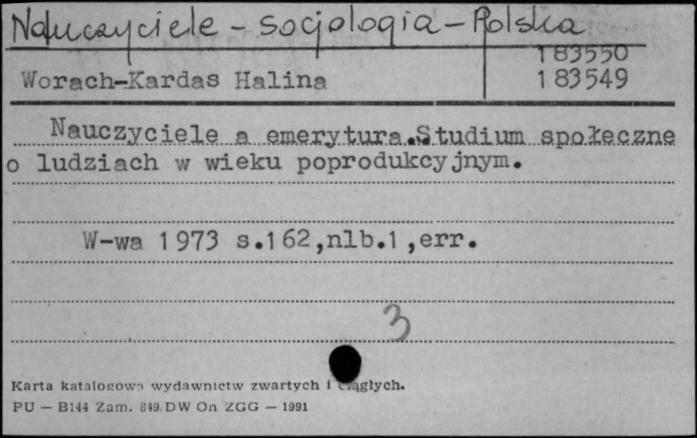 Nauczyciele - socjologia - Polska
183550
Worach-Kardas Halina
183549
Nauczyciele a emerytura.Studium społeczne
o ludziach w wieku poprodukcyjnym.
W-wa 1973 s.162,nlb.1,err.
3
Karta katalogowa wydawnictw zwartych i ciągłych.
PU — B144 Zam. 849. DW On ZGG — 1991